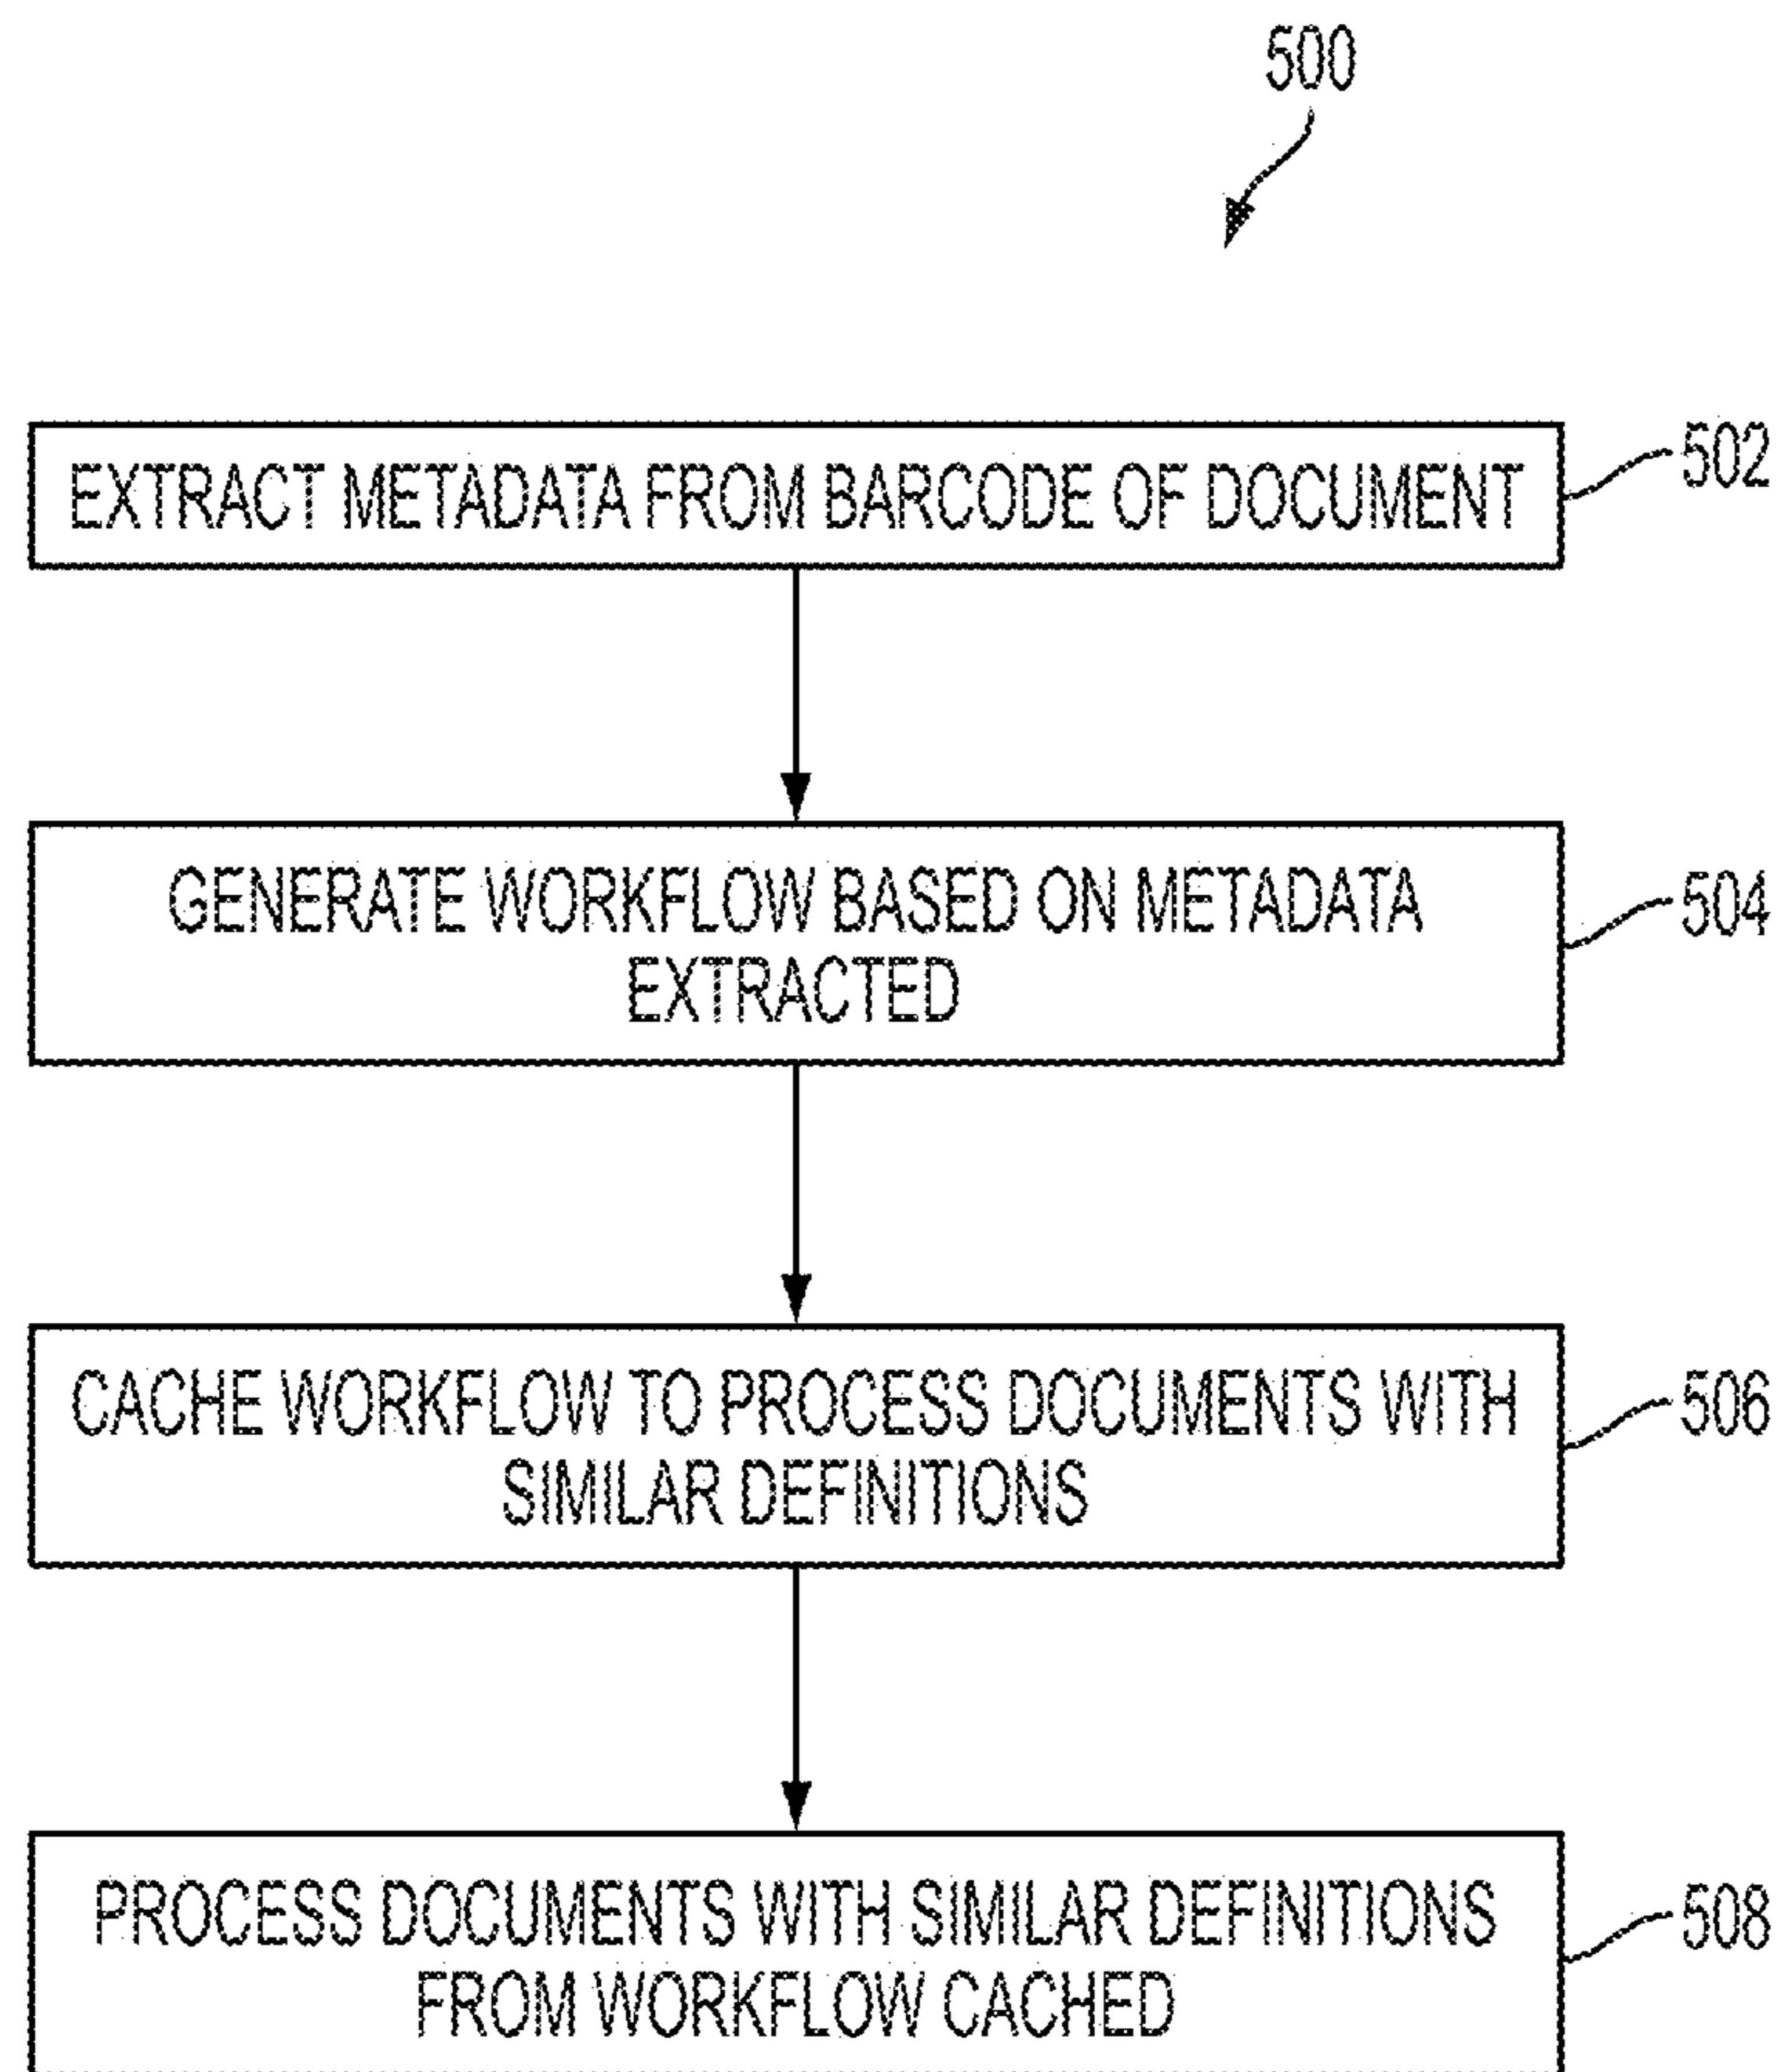 500
EXTRACT METADATA FROM BARCODE OF DOCUMENT
502
GENERATE WORKFLOW BASED ON METADATA
EXTRACTED
504
CACHE WORKFLOW TO PROCESS DOCUMENTS WITH
SIMILAR DEFINITIONS
506
PROCESS DOCUMENTS WITH SIMILAR DEFINITIONS
FROM WORKFLOW CACHED
508